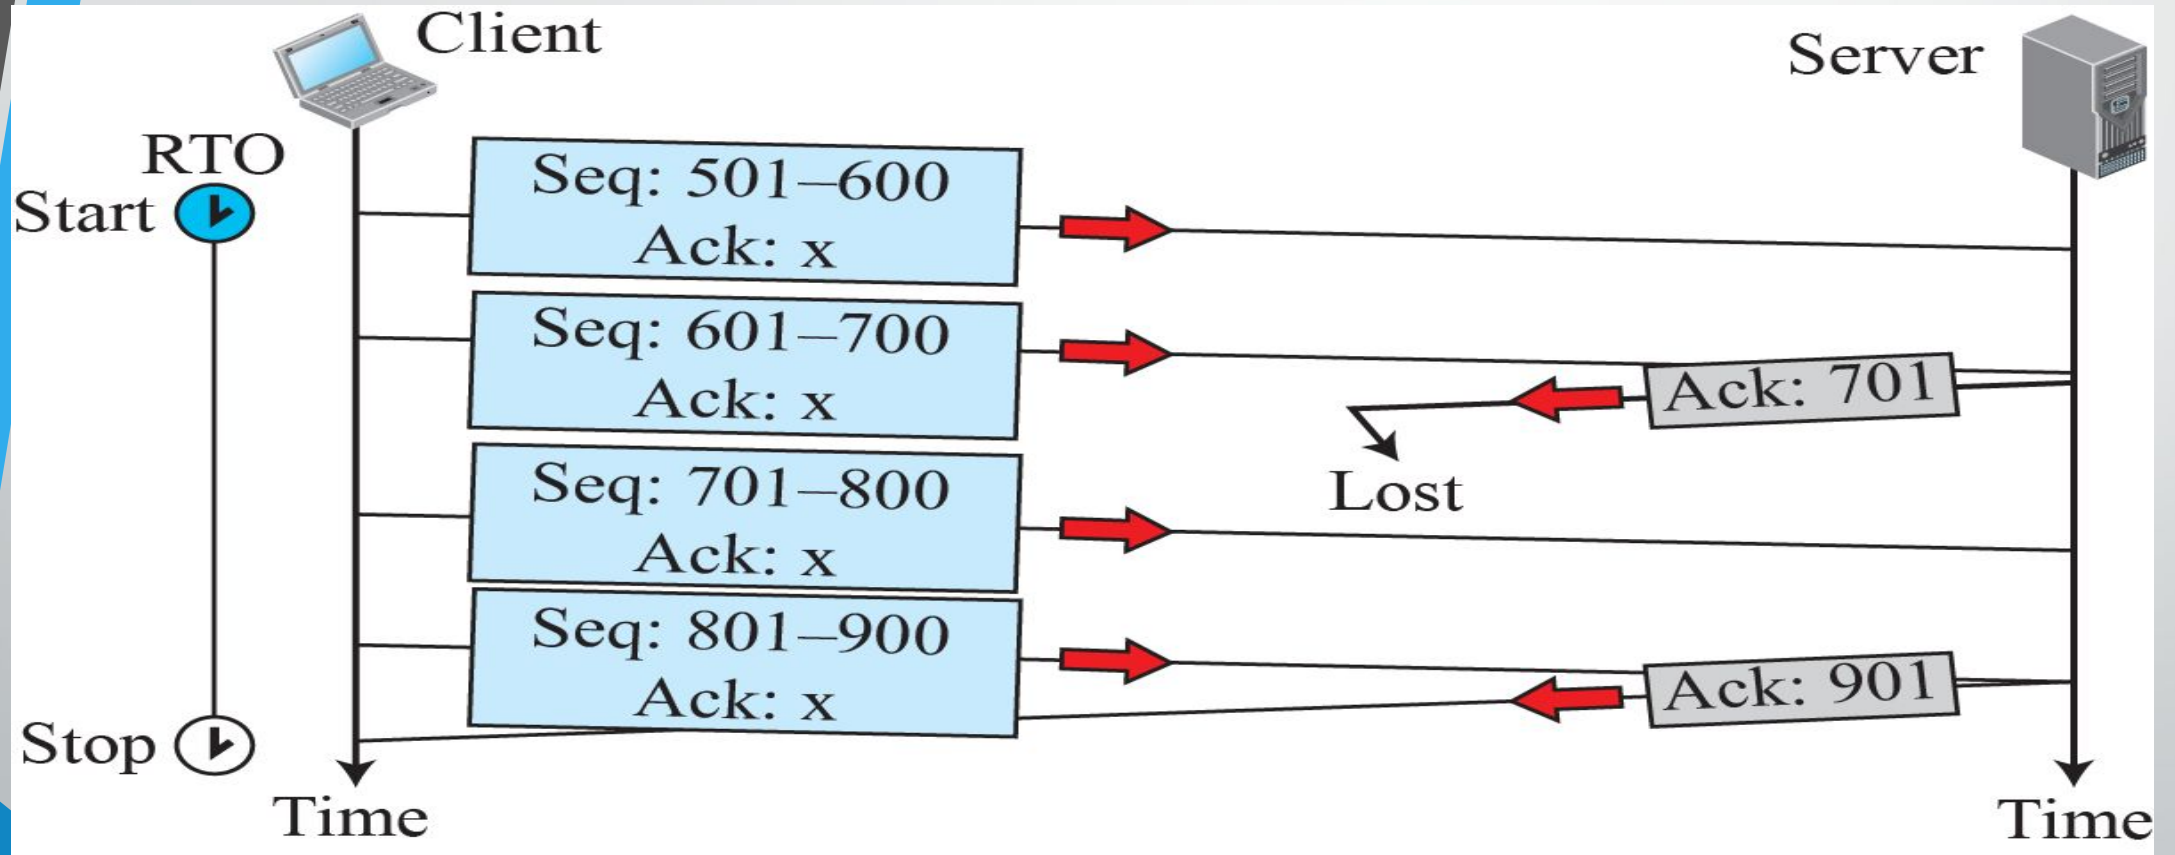 Client
Server
RTO
Start
Seq: 501–600
Ack: x
Seq: 601–700
Ack: x
Ack: 701
Lost
Seq: 701–800
Ack: x
Seq: 801–900
Ack: x
Ack: 901
Stop
Time
Time